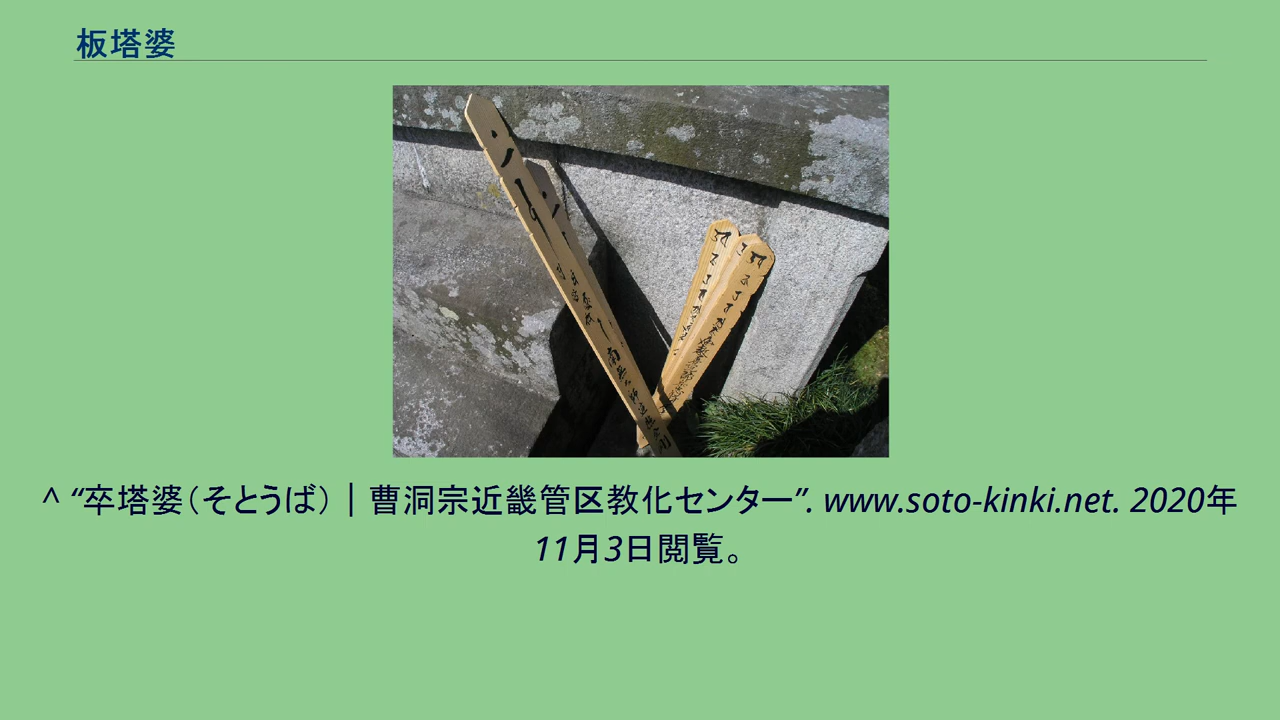 板塔婆
^ “卒塔婆（そとうば）｜曹洞宗近畿管区教化センター”. www.soto-kinki.net. 2020年
11月3日閲覧。